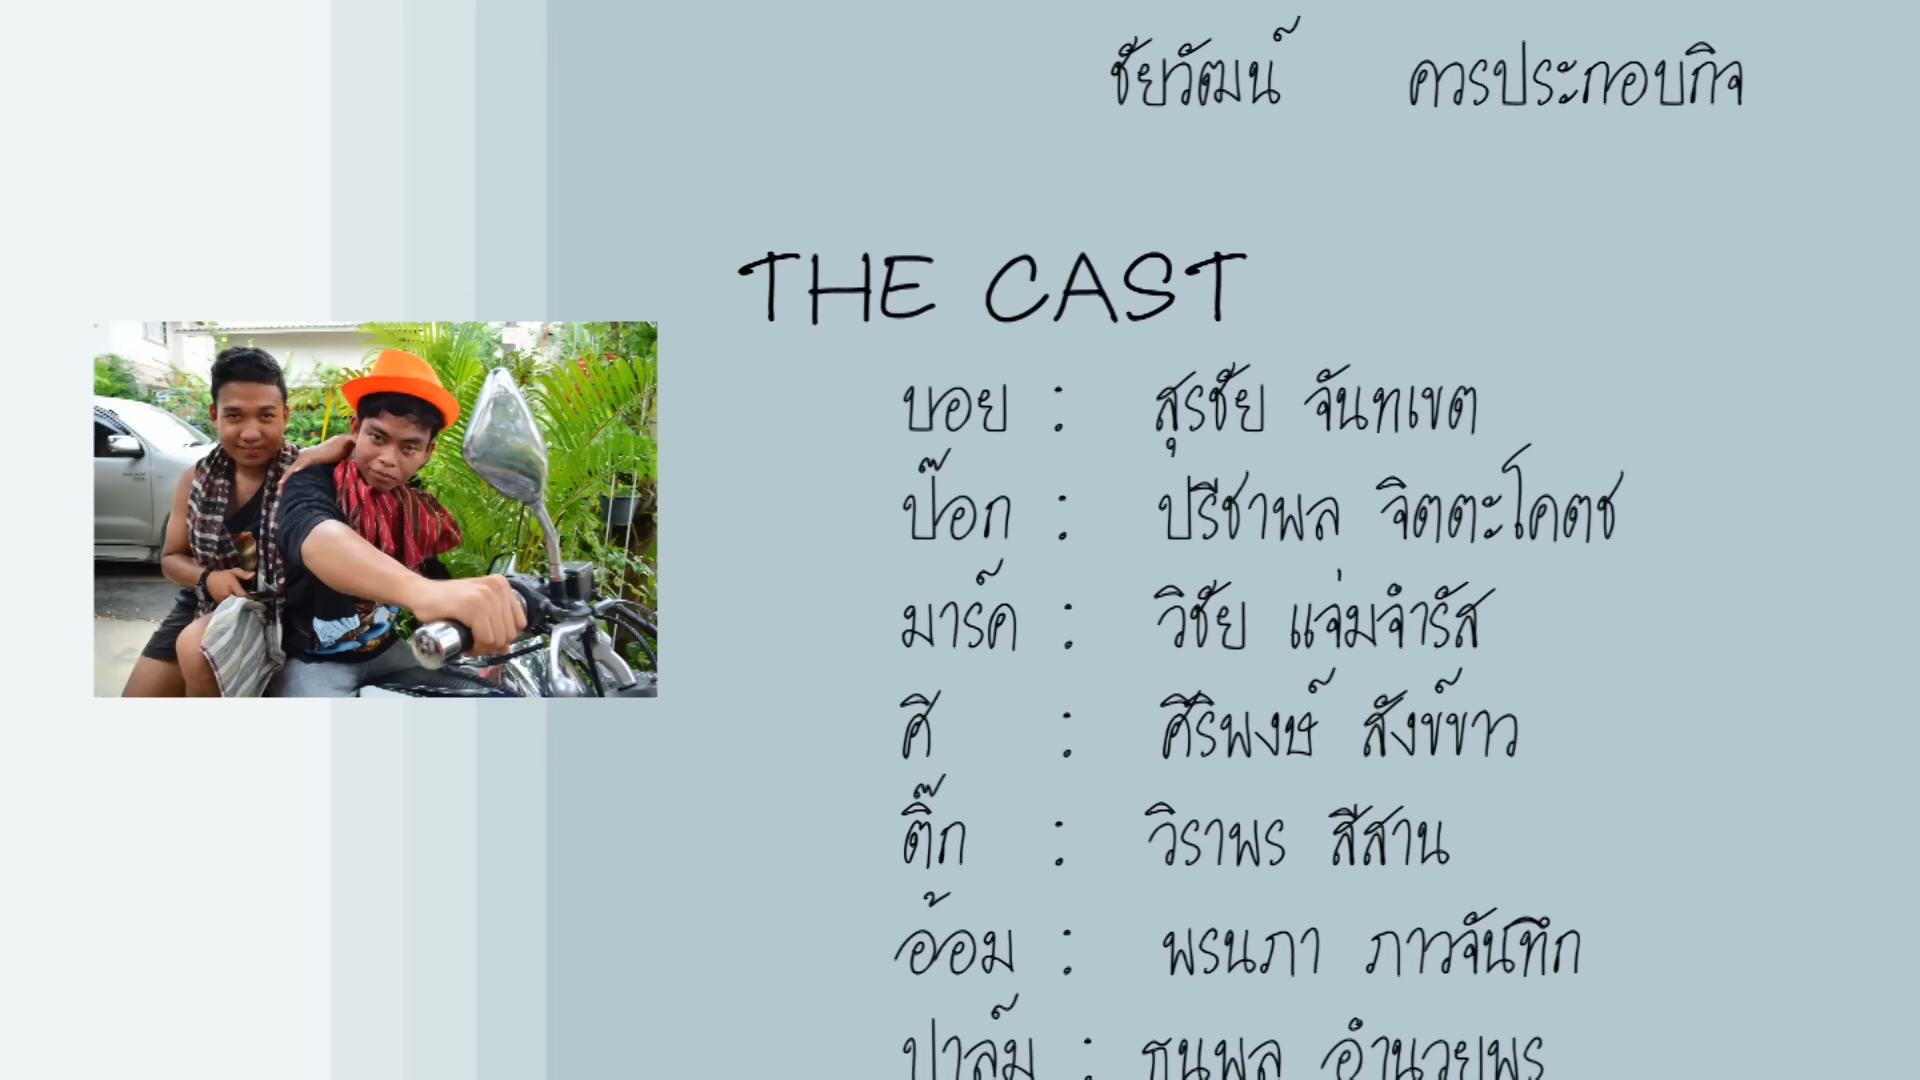 ชัยวัฒน์ ควรประกอบกิจ
THE CAST
บอย : สุรชัย จันทเขต
ป๊อก : ปรีชาพล จิตตะโคตช
มาร์ค : วิชัย แจ่มจำรัส
ศี : ศิริพงษ์ สังข์ขาว
ติ๊ก : วิราพร สีสาน
อ้อม : พรนภา ภาวจันทึก
ปาล์ม : ธนพล อำนวยพร